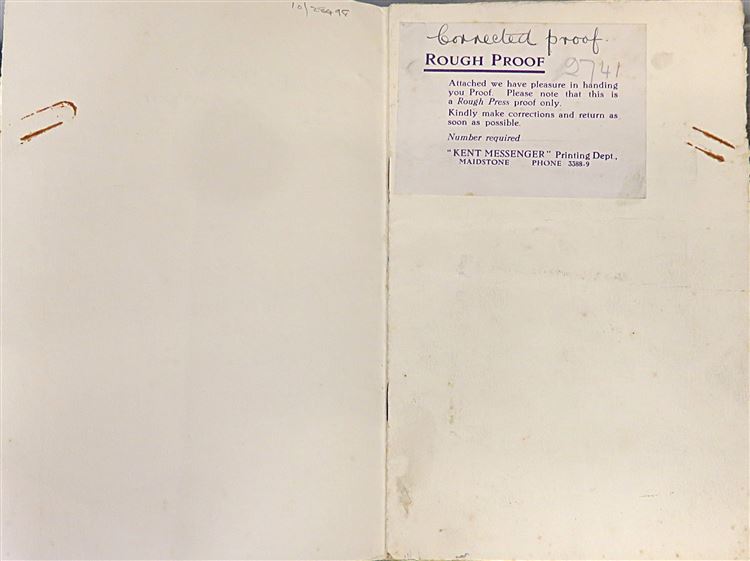 Corrected proof.
ROUGH PROOF
2741
Attached we have pleasure in handing
you Proof. Please note that this is
a Rough Press proof only.
Kindly make corrections and return as
soon as possible.
Number required
"KENT MESSENGER" Printing Dept.,
MAIDSTONE PHONE 3388-9